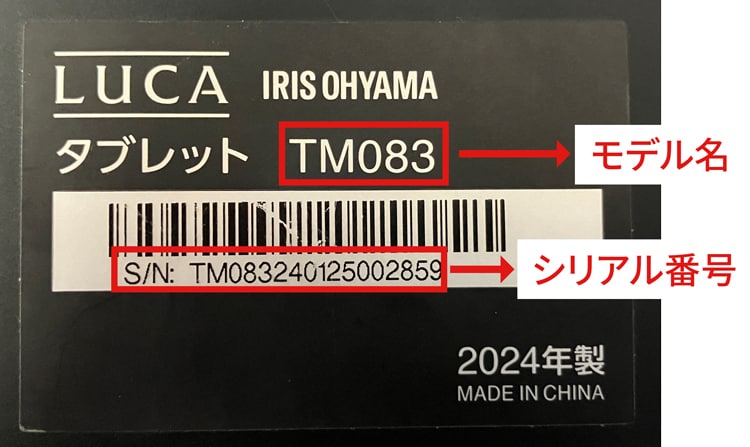 LUCA IRIS OHYAMA
タブレット TM083 モデル名
S/N: TM083240125002859 シリアル番号
2024年製
MADE IN CHINA